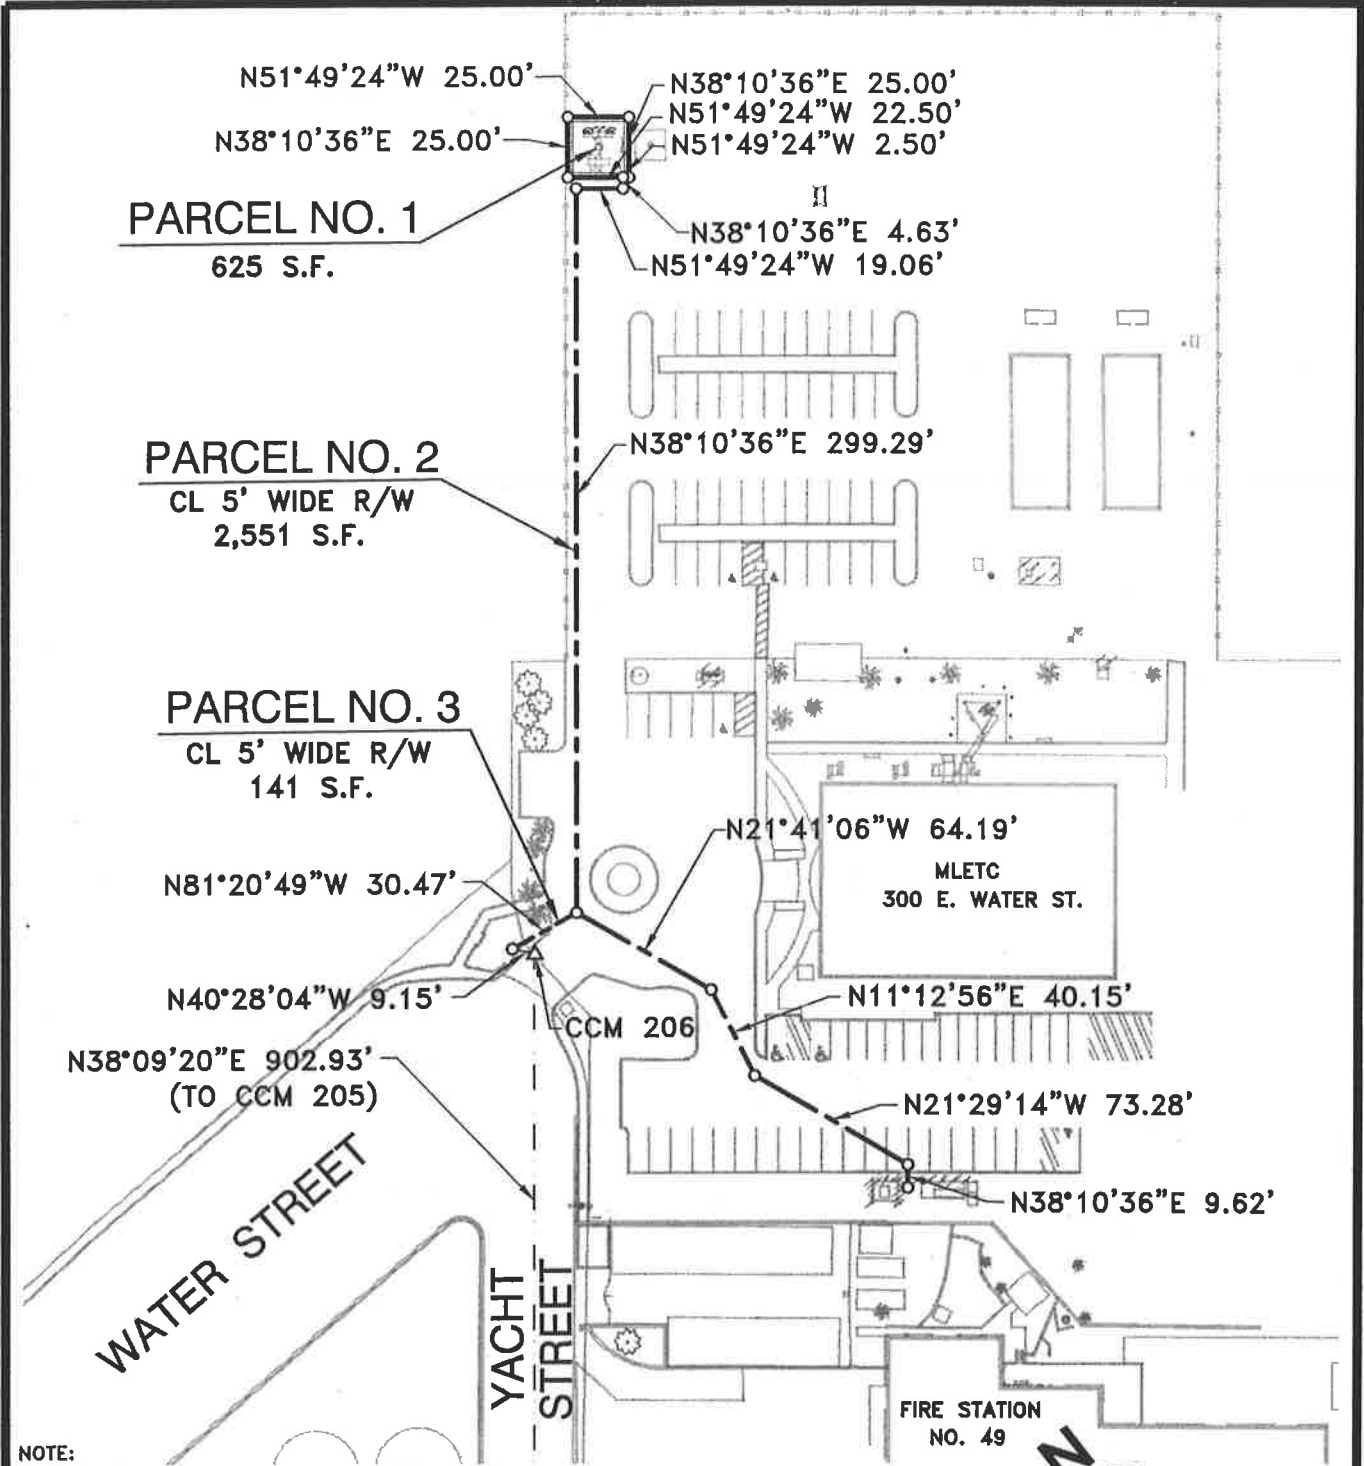 N51°49'24"W 25.00'
N38°10'36"E 25.00'
N38°10'36"E 25.00'
N51°49'24"W 22.50'
N51°49'24"W 2.50'
PARCEL NO. 1
625 S.F.
N38°10'36"E 4.63'
N51°49'24"W 19.06'
PARCEL NO. 2
CL 5' WIDE R/W
2,551 S.F.
N38°10'36"E 299.29'
PARCEL NO. 3
CL 5' WIDE R/W
141 S.F.
N21°41'06"W 64.19'
N81°20'49"W 30.47'
MLETC
300 E. WATER ST.
N40°28'04"W 9.15'
N11°12'56"E 40.15'
CCM 206
N38°09'20"E 902.93'
(TO CCM 205)
N21°29'14"W 73.28'
N38°10'36"E 9.62'
WATER STREET
YACHT
STREET
FIRE STATION
NO. 49
N
NOTE: